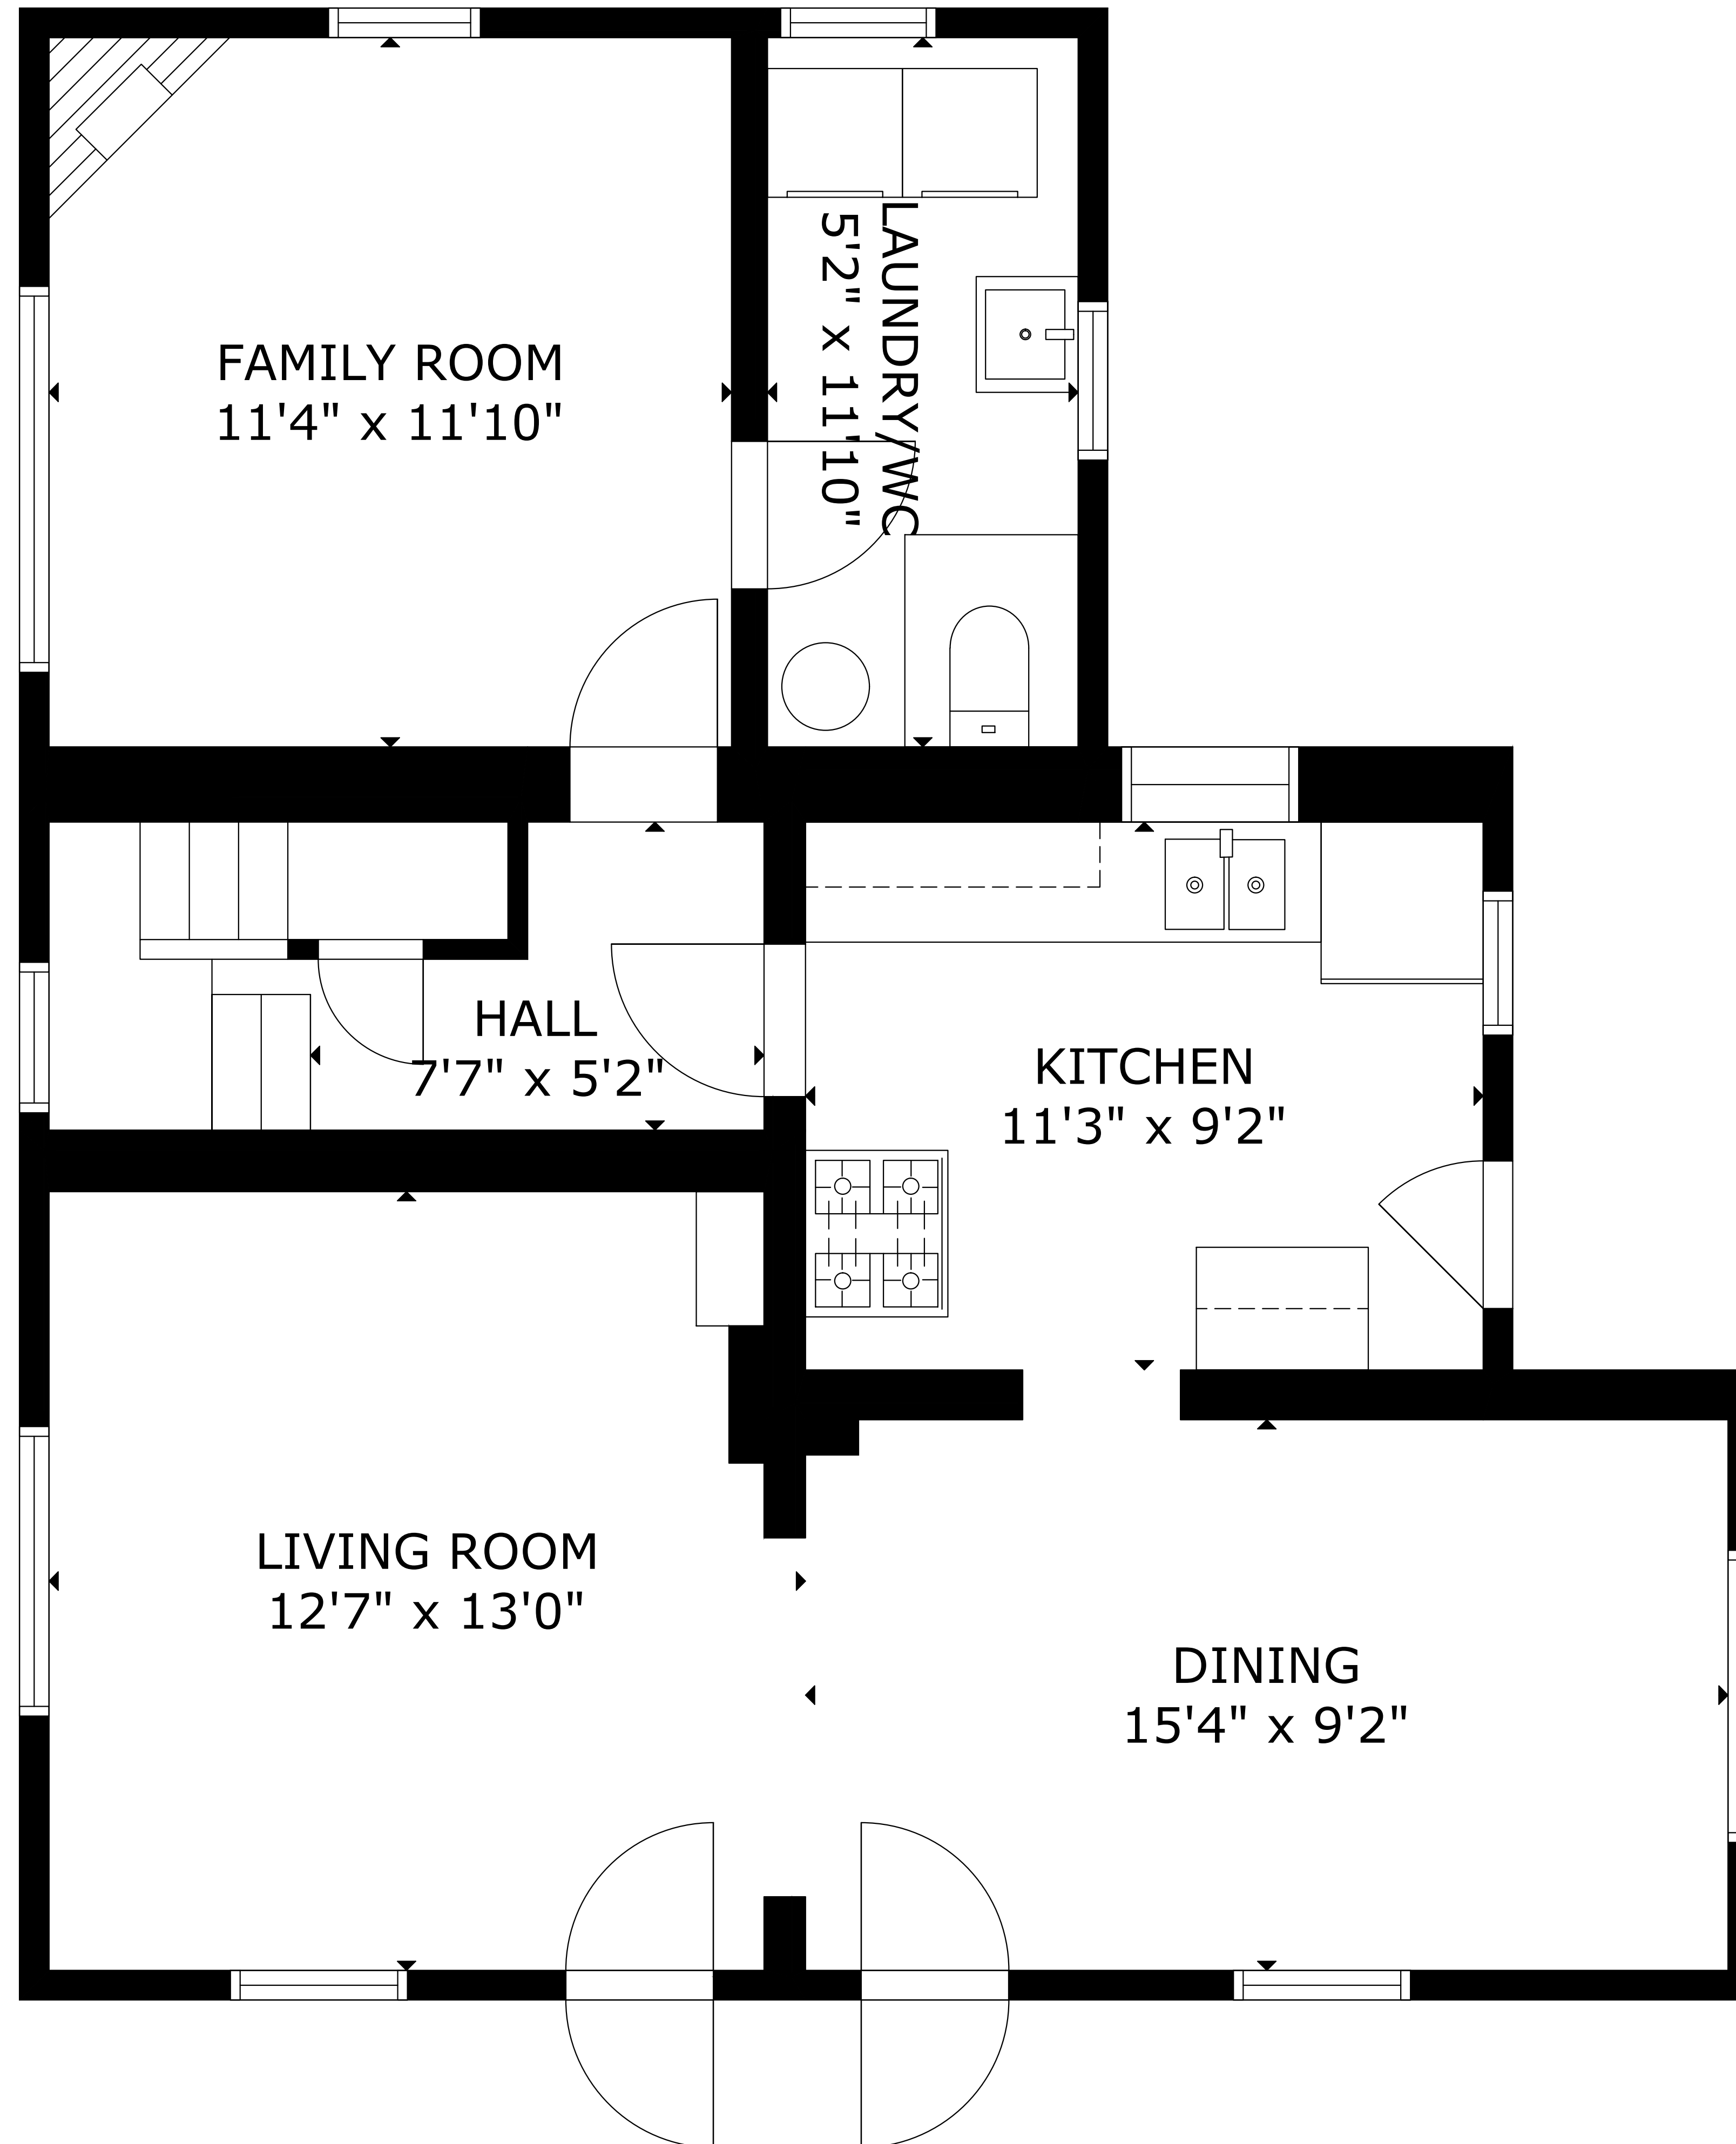 FAMILY ROOM
11'4" x 11'10"
LAUNDRY/WC
5'2" x 11'10"
HALL
7'7" x 5'2"
KITCHEN
11'3" x 9'2"
LIVING ROOM
12'7" x 13'0"
DINING
15'4" x 9'2"